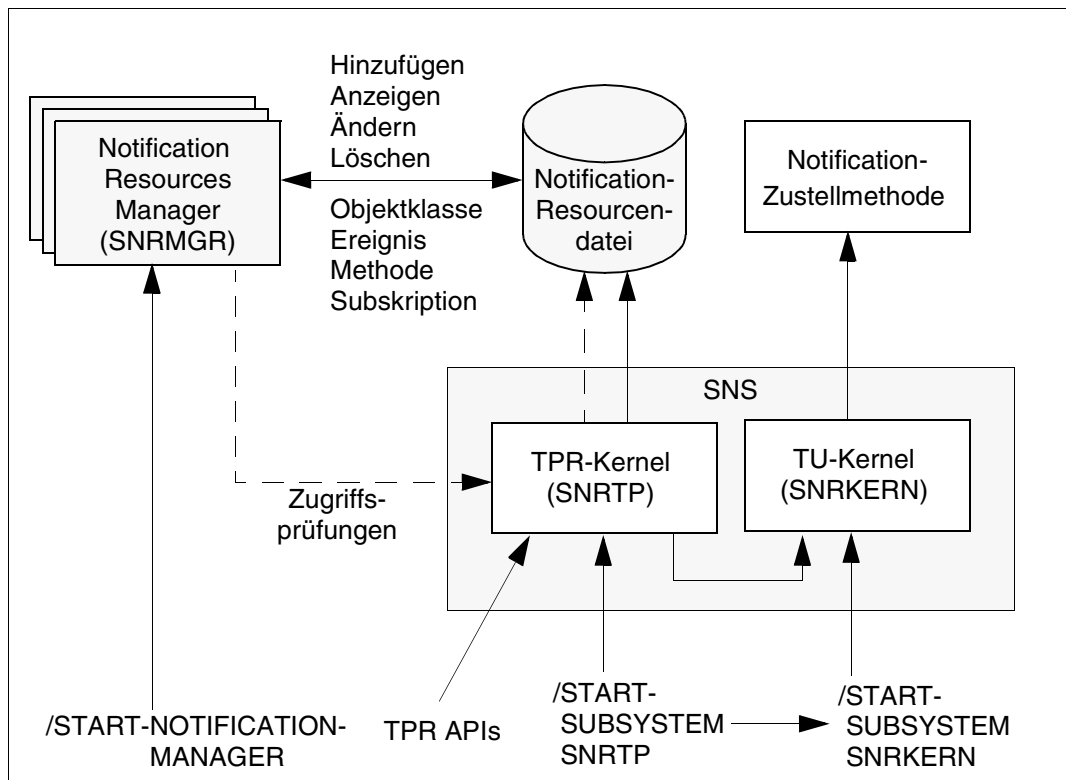 Hinzufügen
Anzeigen
Ändern
Löschen
Notification
Resources
Manager
(SNRMGR)
Objektklasse
Ereignis
Methode
Subskription
Notification-
Resourcen-
datei
Notification-
Zustellmethode
SNS
TPR-Kernel
(SNRTP)
TU-Kernel
(SNRKERN)
Zugriffs-
prüfungen
/START-NOTIFICATION-
MANAGER
TPR APIs
/START-
SUBSYSTEM
SNRTP
/START-
SUBSYSTEM
SNRKERN